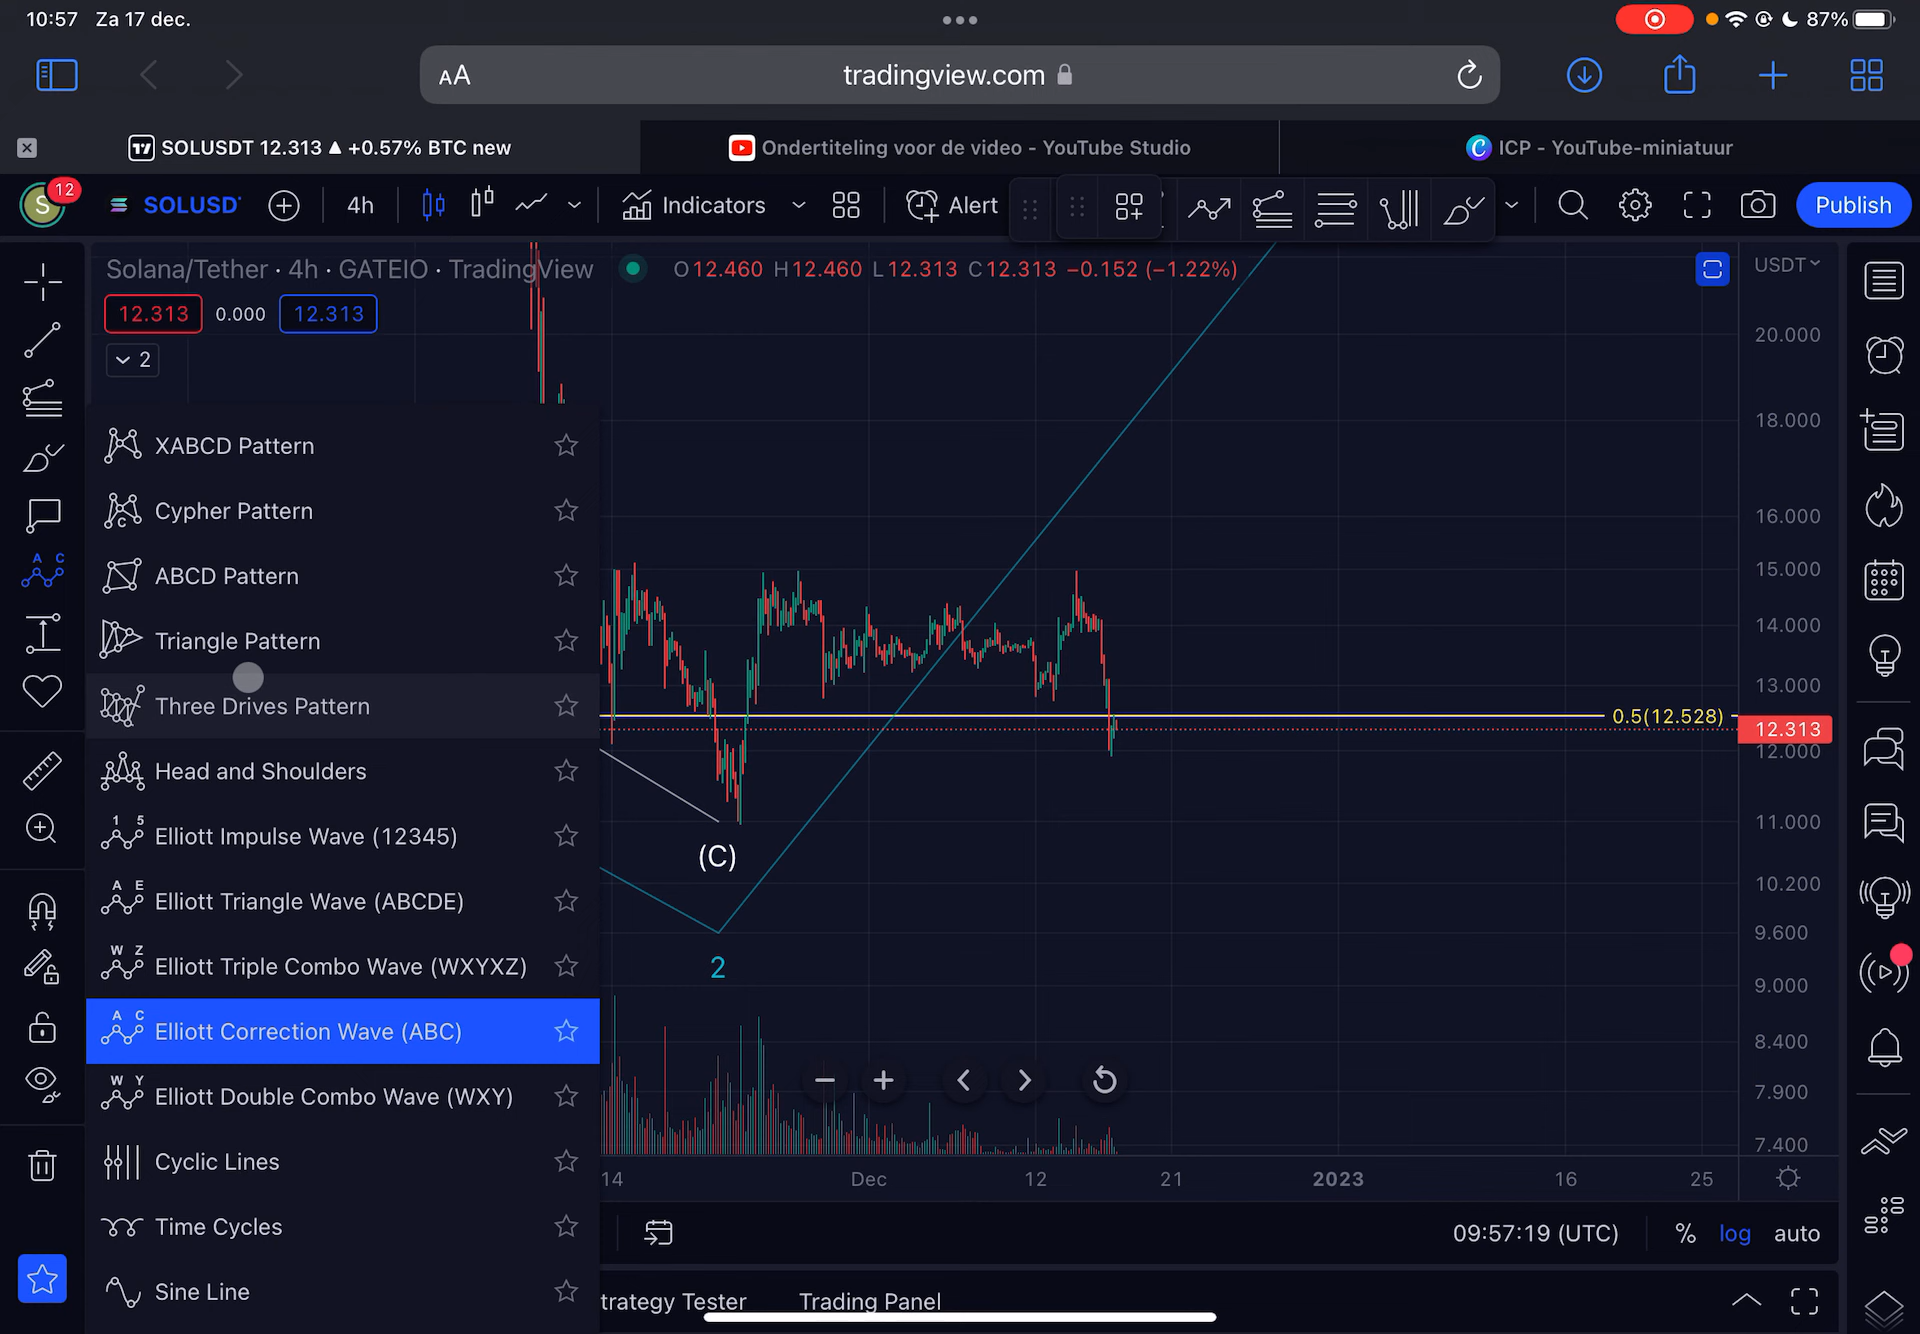 10:57 Za 17 dec.
87%
AA
tradingview.com
SOLUSDT 12.313 ▲ +0.57% BTC new
Ondertiteling voor de video - YouTube Studio
ICP - YouTube-miniatuur
S
12
SOLUSD
4h
Indicators
Alert
Publish
Solana/Tether · 4h · GATEIO · TradingView
O12.460 H12.460 L12.313 C12.313 −0.152 (−1.22%)
USDT
12.313
0.000
12.313
2
XABCD Pattern
Cypher Pattern
ABCD Pattern
Triangle Pattern
Three Drives Pattern
Head and Shoulders
Elliott Impulse Wave (12345)
Elliott Triangle Wave (ABCDE)
Elliott Triple Combo Wave (WXYXZ)
Elliott Correction Wave (ABC)
Elliott Double Combo Wave (WXY)
Cyclic Lines
Time Cycles
Sine Line
0.5(12.528)
(C)
2
20.000
18.000
16.000
15.000
14.000
13.000
12.313
12.000
11.000
10.200
9.600
9.000
8.400
7.900
7.400
14
Dec
12
21
2023
16
25
09:57:19 (UTC)
%
log
auto
trategy Tester
Trading Panel